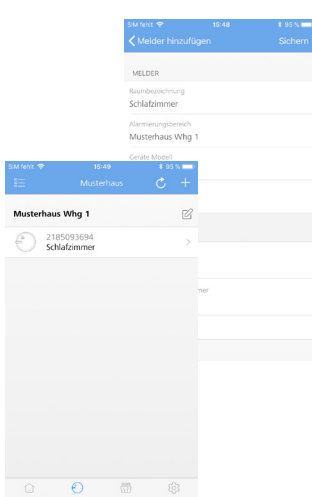 SIM fehlt 15:48 95 %
Melder hinzufügen Sichern
MELDER
Raumbezeichnung
Schlafzimmer
Alarmierungsbereich
Musterhaus Whg 1
Geräte Modell
mer
SIM fehlt 15:49 95 %
Musterhaus
Musterhaus Whg 1
2185093694
Schlafzimmer